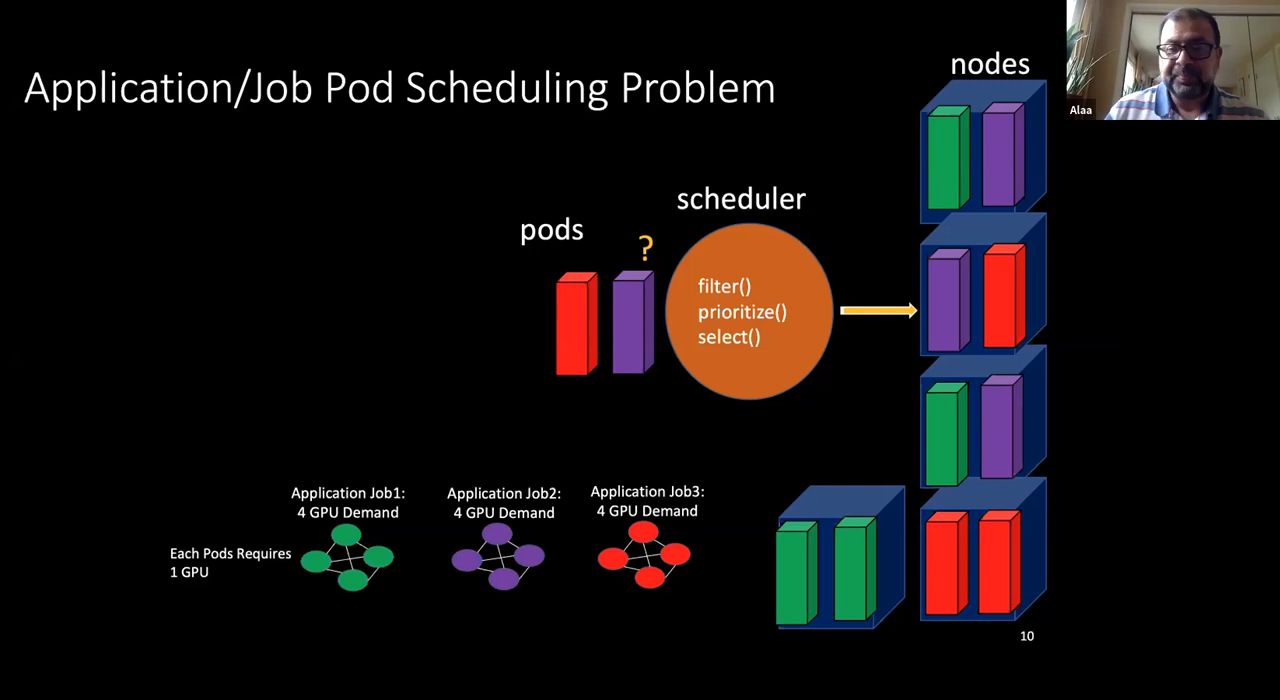 Application/Job Pod Scheduling Problem
nodes
Alaa
scheduler
pods
?
filter()
prioritize()
select()
Application Job1:
4 GPU Demand
Application Job2:
4 GPU Demand
Application Job3:
4 GPU Demand
Each Pods Requires
1 GPU
10